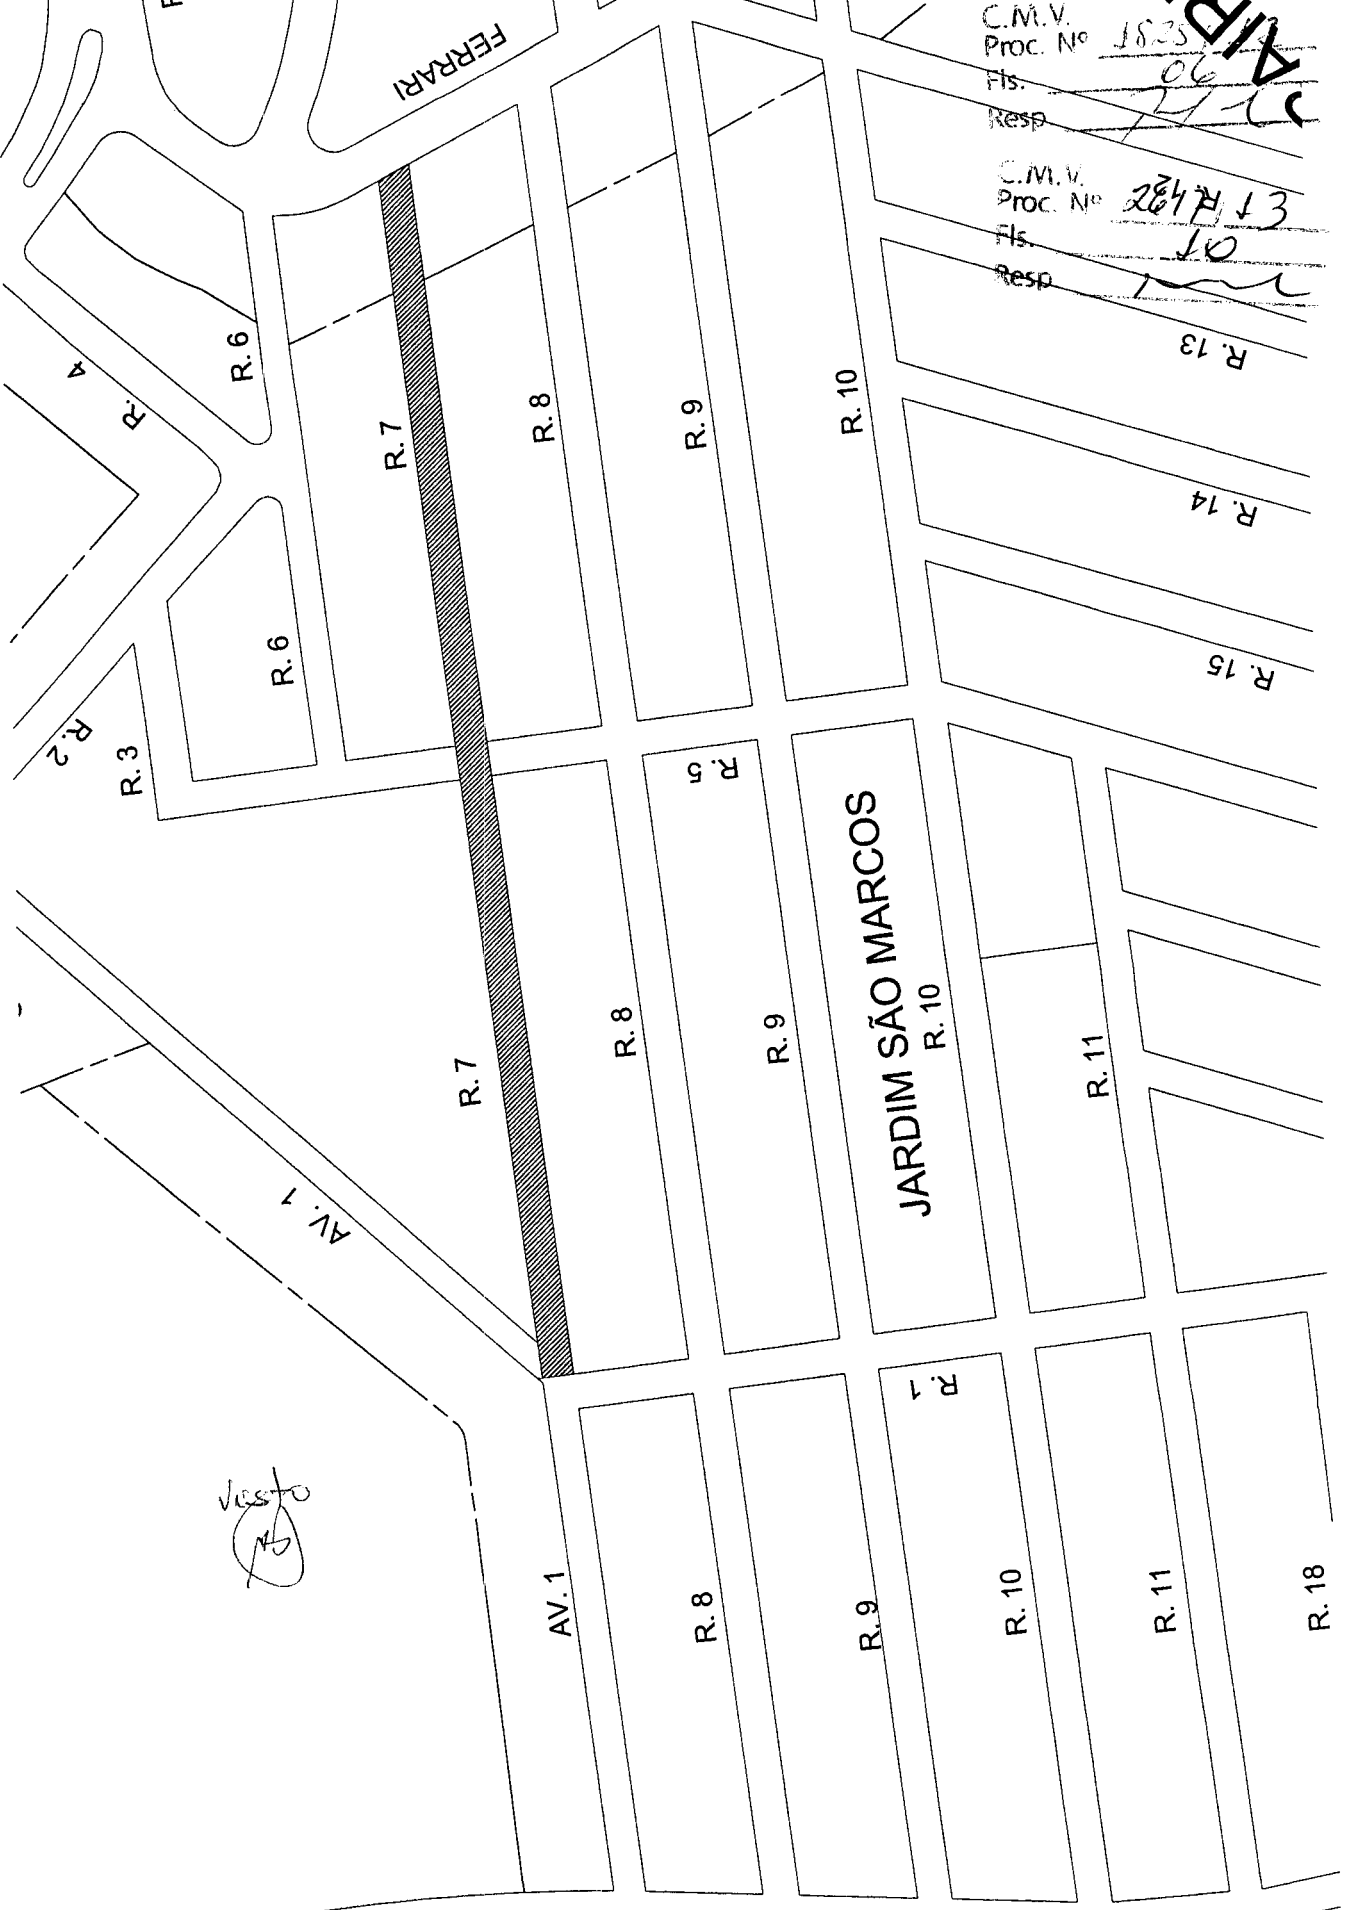 FERRARI
C.M.V.
Proc. Nº
Fls. 06
Resp
C.M.V.
Proc. Nº
Fls.
Resp
R. 13
R. 6
4
R.
R. 7
R. 8
R. 9
R. 10
R. 14
R. 6
R. 15
R. 2
R. 3
R. 5
JARDIM SÃO MARCOS
R. 7
R. 8
R. 9
R. 10
R. 11
AV. 1
R. 1
Visto
AV. 1
R. 8
R. 9
R. 10
R. 11
R. 18